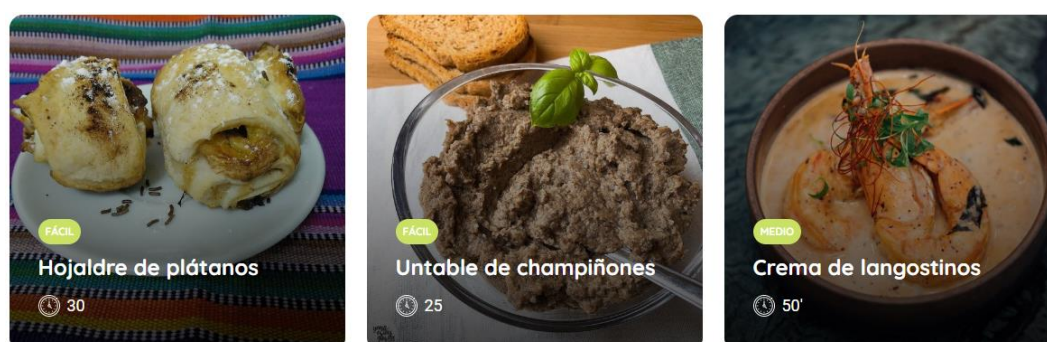 FÁCIL
Hojaldre de plátanos
30
FÁCIL
Untable de champiñones
25
MEDIO
Crema de langostinos
50'